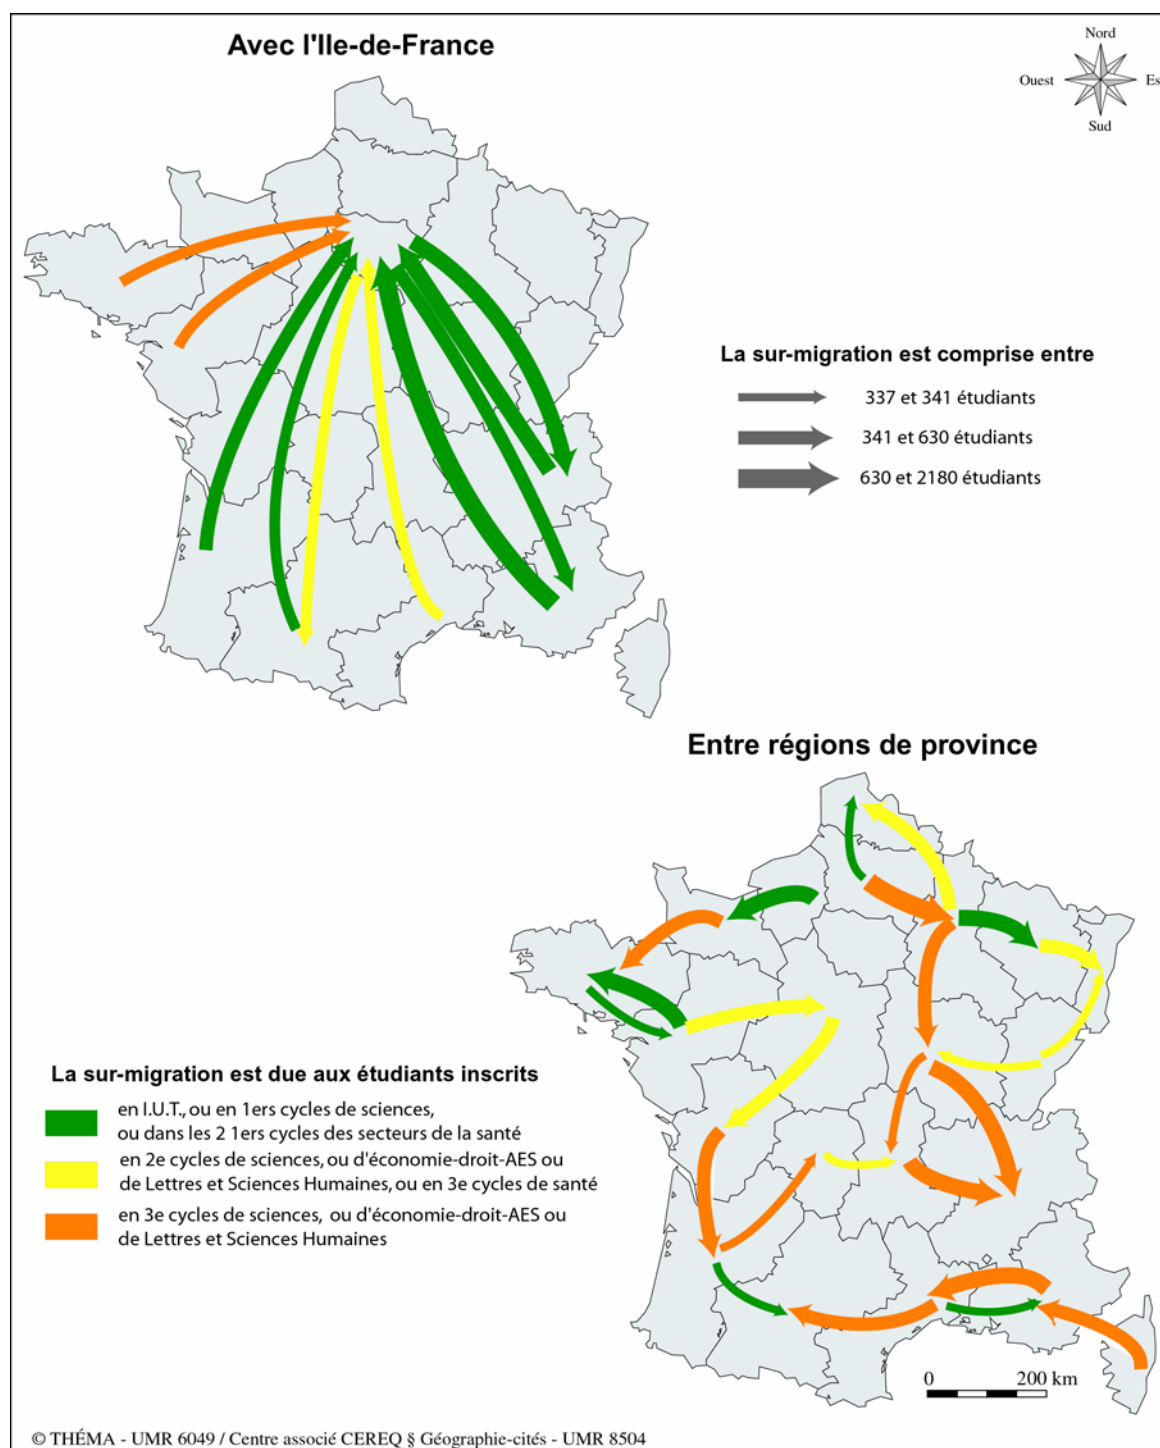 Avec l'Ile-de-France
Nord
Ouest
Es
Sud
La sur-migration est comprise entre
337 et 341 étudiants
341 et 630 étudiants
630 et 2180 étudiants
Entre régions de province
La sur-migration est due aux étudiants inscrits
en I.U.T., ou en 1ers cycles de sciences,
ou dans les 2 1ers cycles des secteurs de la santé
en 2e cycles de sciences, ou d'économie-droit-AES ou
de Lettres et Sciences Humaines, ou en 3e cycles de santé
en 3e cycles de sciences, ou d'économie-droit-AES ou
de Lettres et Sciences Humaines
0 200 km
© THÉMA - UMR 6049 / Centre associé CEREQ § Géographie-cités - UMR 8504